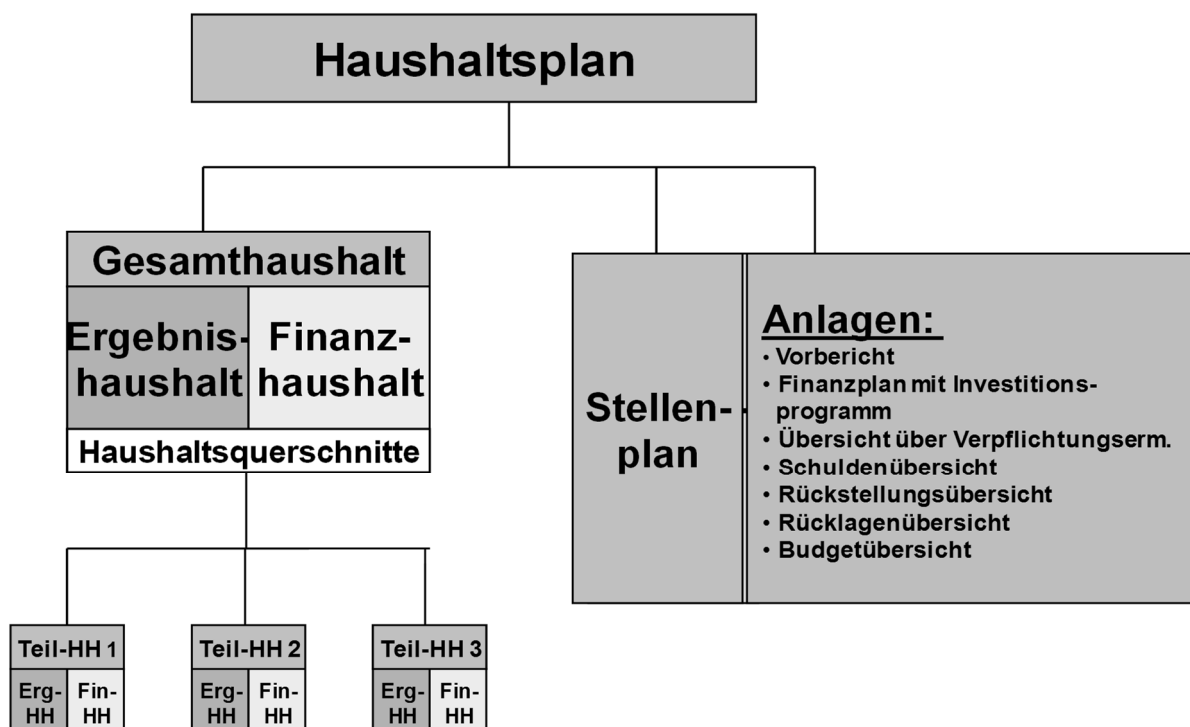 Haushaltsplan
Gesamthaushalt
Ergebnis-
haushalt
Finanz-
haushalt
Haushaltsquerschnitte
Stellen-
plan
Anlagen:
• Vorbericht
• Finanzplan mit Investitions-
programm
• Übersicht über Verpflichtungserm.
• Schuldenübersicht
• Rückstellungsübersicht
• Rücklagenübersicht
• Budgetübersicht
Teil-HH 1
Erg-
HH
Fin-
HH
Teil-HH 2
Erg-
HH
Fin-
HH
Teil-HH 3
Erg-
HH
Fin-
HH